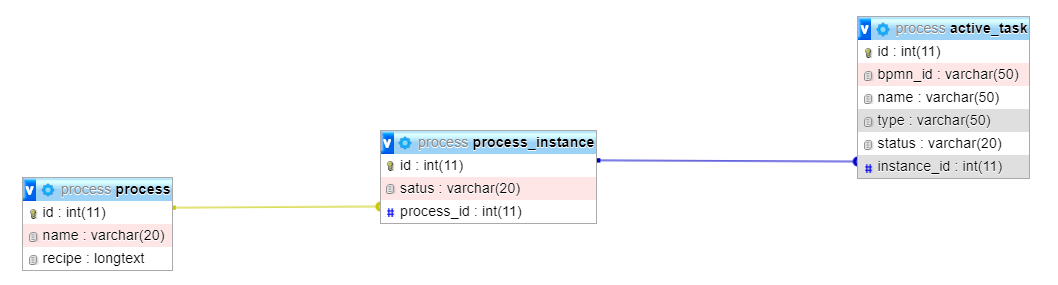 v process process
id : int(11)
name : varchar(20)
recipe : longtext
v process process_instance
id : int(11)
satus : varchar(20)
# process_id : int(11)
v process active_task
id : int(11)
bpmn_id : varchar(50)
name : varchar(50)
type : varchar(50)
status : varchar(20)
# instance_id : int(11)